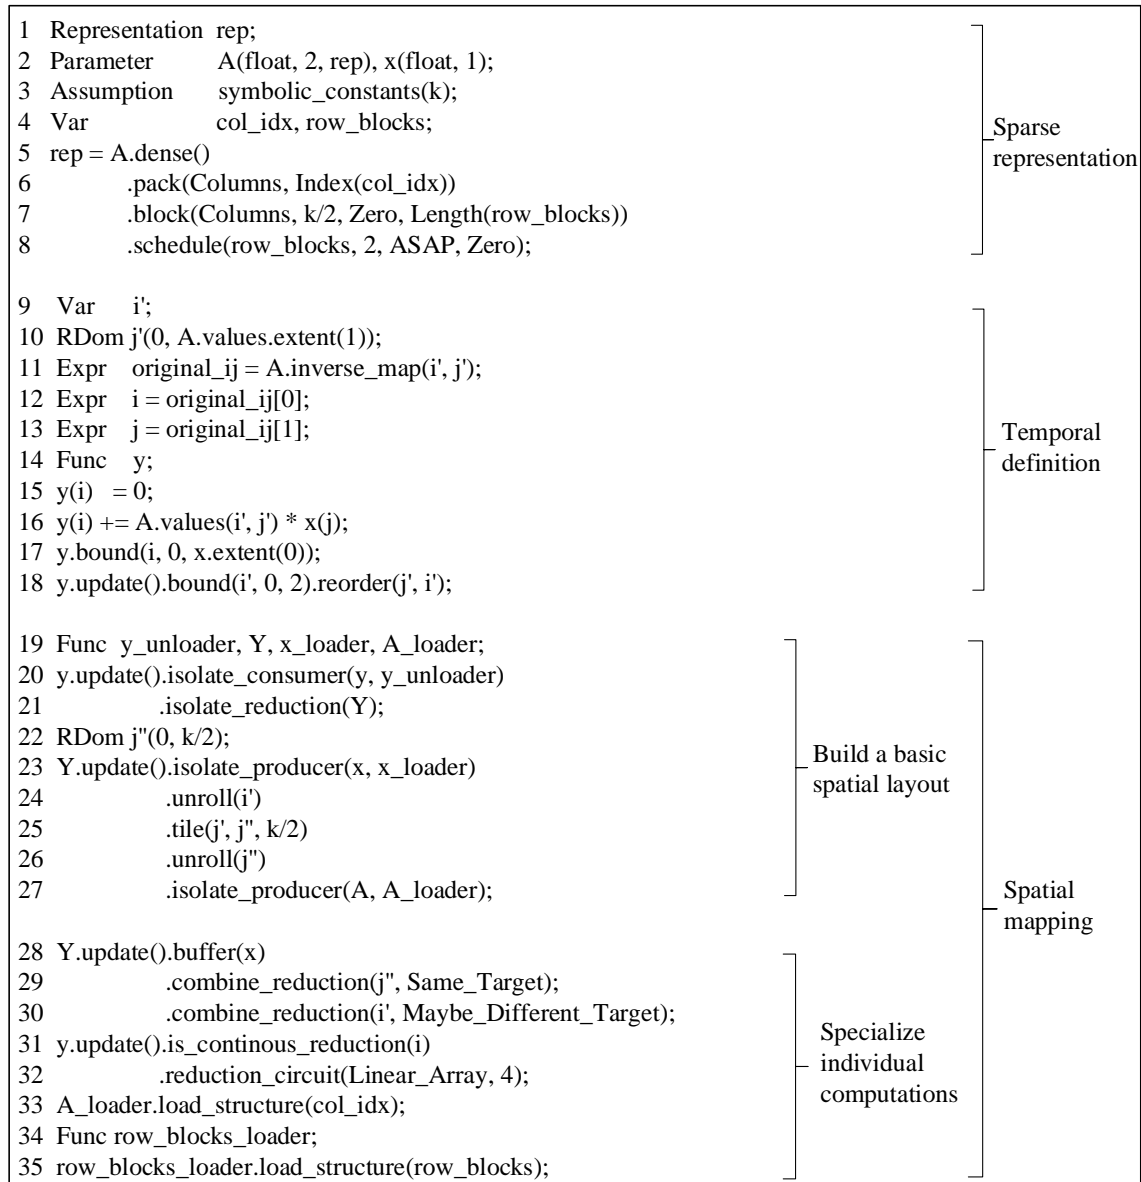 1 Representation rep;
2 Parameter A(float, 2, rep), x(float, 1);
3 Assumption symbolic_constants(k);
4 Var col_idx, row_blocks;
5 rep = A.dense()
6 .pack(Columns, Index(col_idx))
7 .block(Columns, k/2, Zero, Length(row_blocks))
8 .schedule(row_blocks, 2, ASAP, Zero);
Sparse
representation
9 Var i';
10 RDom j'(0, A.values.extent(1));
11 Expr original_ij = A.inverse_map(i', j');
12 Expr i = original_ij[0];
13 Expr j = original_ij[1];
14 Func y;
15 y(i) = 0;
16 y(i) += A.values(i', j') * x(j);
17 y.bound(i, 0, x.extent(0));
18 y.update().bound(i', 0, 2).reorder(j', i');
Temporal
definition
19 Func y_unloader, Y, x_loader, A_loader;
20 y.update().isolate_consumer(y, y_unloader)
21 .isolate_reduction(Y);
22 RDom j''(0, k/2);
23 Y.update().isolate_producer(x, x_loader)
24 .unroll(i')
25 .tile(j', j'', k/2)
26 .unroll(j'')
27 .isolate_producer(A, A_loader);
Build a basic
spatial layout
28 Y.update().buffer(x)
29 .combine_reduction(j'', Same_Target);
30 .combine_reduction(i', Maybe_Different_Target);
31 y.update().is_continous_reduction(i)
32 .reduction_circuit(Linear_Array, 4);
33 A_loader.load_structure(col_idx);
34 Func row_blocks_loader;
35 row_blocks_loader.load_structure(row_blocks);
Specialize
individual
computations
Spatial
mapping